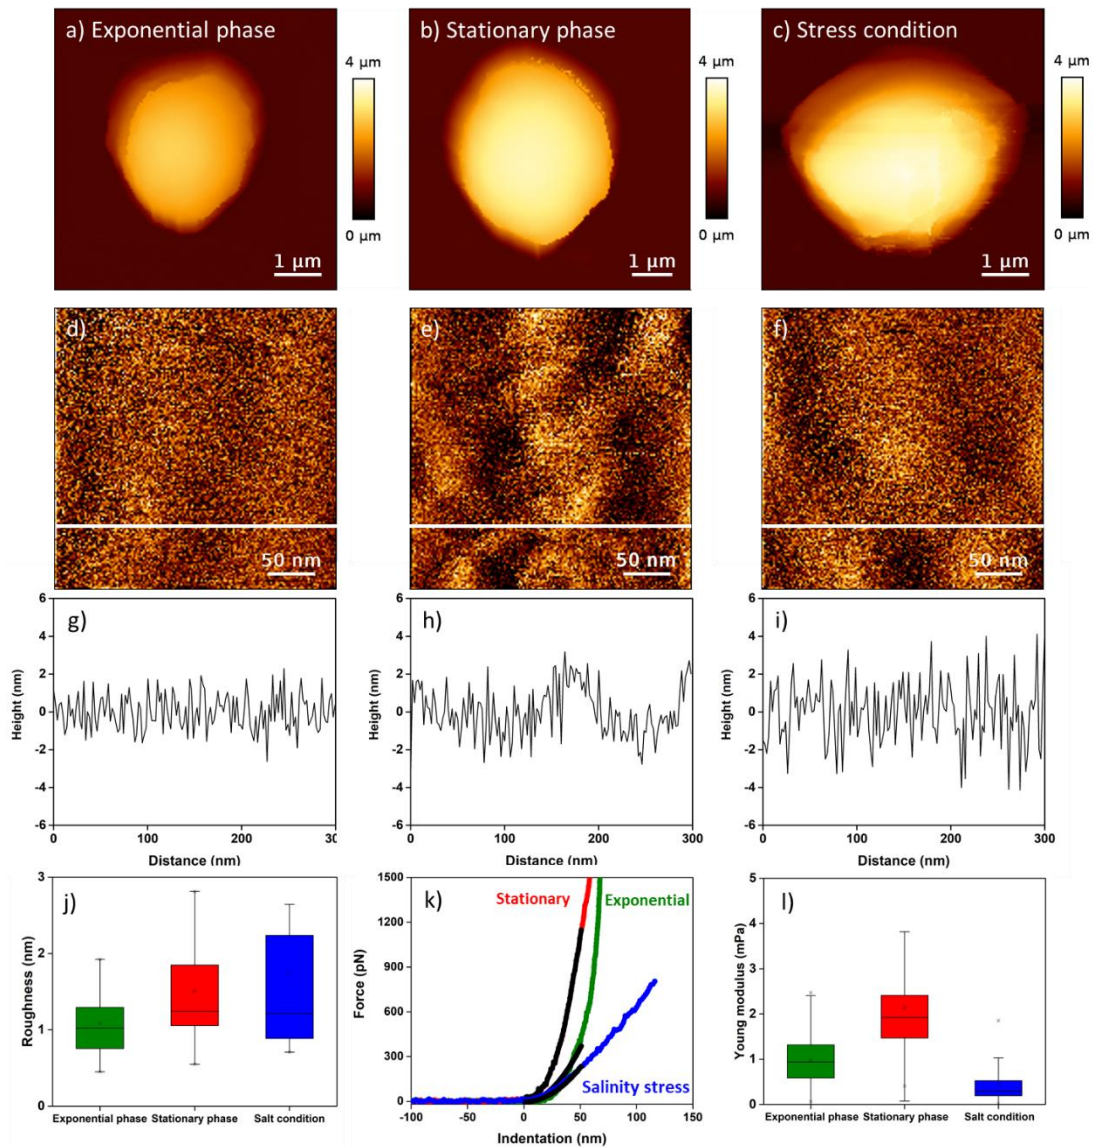 a) Exponential phase
4 µm
0 µm
1 µm
b) Stationary phase
4 µm
0 µm
1 µm
c) Stress condition
4 µm
0 µm
1 µm
d)
50 nm
e)
50 nm
f)
50 nm
g)
Height (nm)
6
4
2
0
-2
-4
-6
0 100 200 300
Distance (nm)
h)
Height (nm)
6
4
2
0
-2
-4
-6
0 100 200 300
Distance (nm)
i)
Height (nm)
6
4
2
0
-2
-4
-6
0 100 200 300
Distance (nm)
j)
Roughness (nm)
3
2
1
0
Exponential phase Stationary phase Salt condition
k)
Stationary Exponential
Salinity stress
Force (pN)
1500
1200
900
600
300
0
-100 -50 0 50 100 150
Indentation (nm)
l)
Young modulus (mPa)
5
4
3
2
1
0
Exponential phase Stationary phase Salt condition